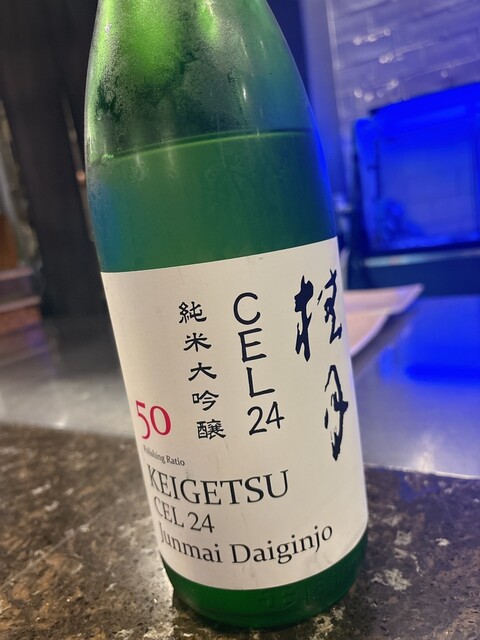 桂月
CEL24
純米大吟醸
50
Polishing Ratio
KEIGETSU
CEL 24
Junmai Daiginjo